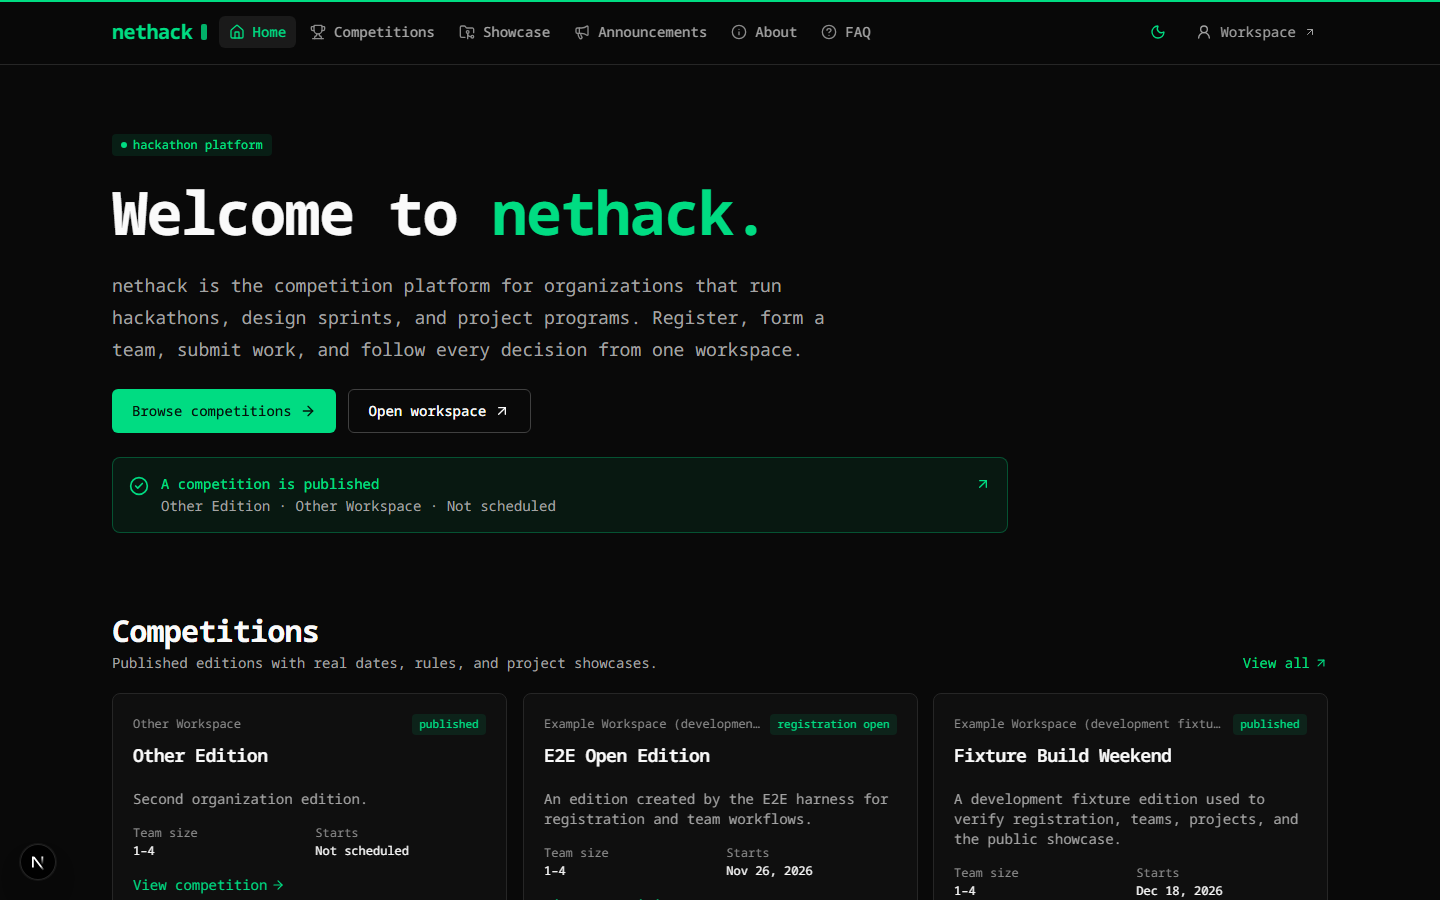 nethack
Home
Competitions
Showcase
Announcements
About
FAQ
Workspace
hackathon platform
Welcome to nethack.
nethack is the competition platform for organizations that run
hackathons, design sprints, and project programs. Register, form a
team, submit work, and follow every decision from one workspace.
Browse competitions
Open workspace
A competition is published
Other Edition · Other Workspace · Not scheduled
Competitions
Published editions with real dates, rules, and project showcases.
View all
Other Workspace
published
Other Edition
Second organization edition.
Team size
Starts
1–4
Not scheduled
View competition
Example Workspace (developmen…
registration open
E2E Open Edition
An edition created by the E2E harness for
registration and team workflows.
Team size
Starts
1–4
Nov 26, 2026
Example Workspace (development fixtu…
published
Fixture Build Weekend
A development fixture edition used to
verify registration, teams, projects, and
the public showcase.
Team size
Starts
1–4
Dec 18, 2026
N